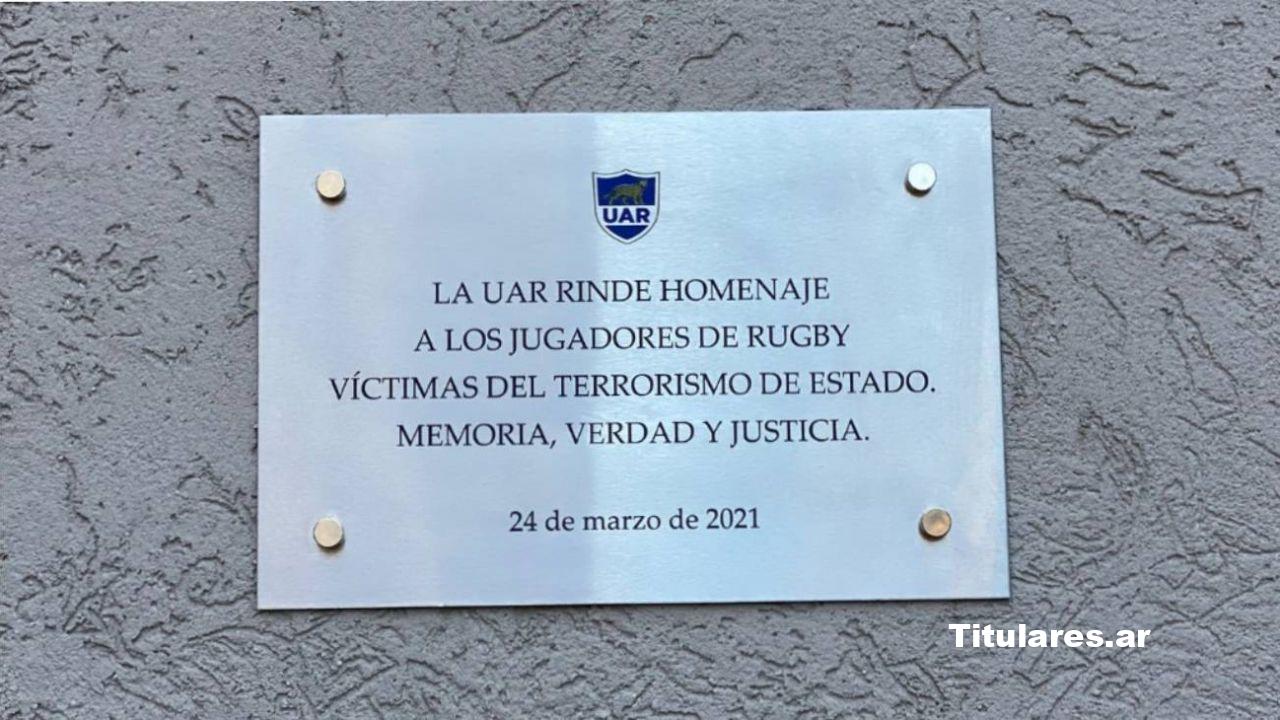 UAR
LA UAR RINDE HOMENAJE
A LOS JUGADORES DE RUGBY
VÍCTIMAS DEL TERRORISMO DE ESTADO.
MEMORIA, VERDAD Y JUSTICIA.
24 de marzo de 2021
Titulares.ar